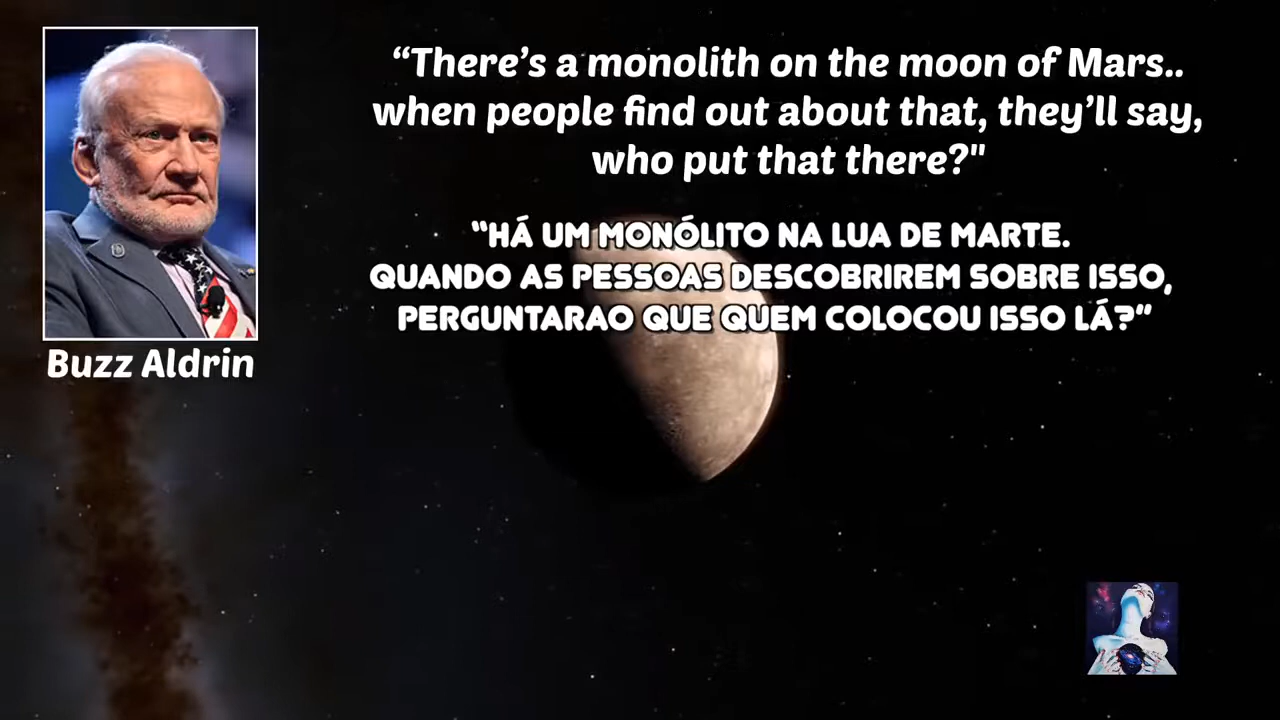 “There’s a monolith on the moon of Mars..
when people find out about that, they’ll say,
who put that there?"
“HÁ UM MONÓLITO NA LUA DE MARTE.
QUANDO AS PESSOAS DESCOBRIREM SOBRE ISSO,
PERGUNTARAO QUE QUEM COLOCOU ISSO LÁ?”
Buzz Aldrin